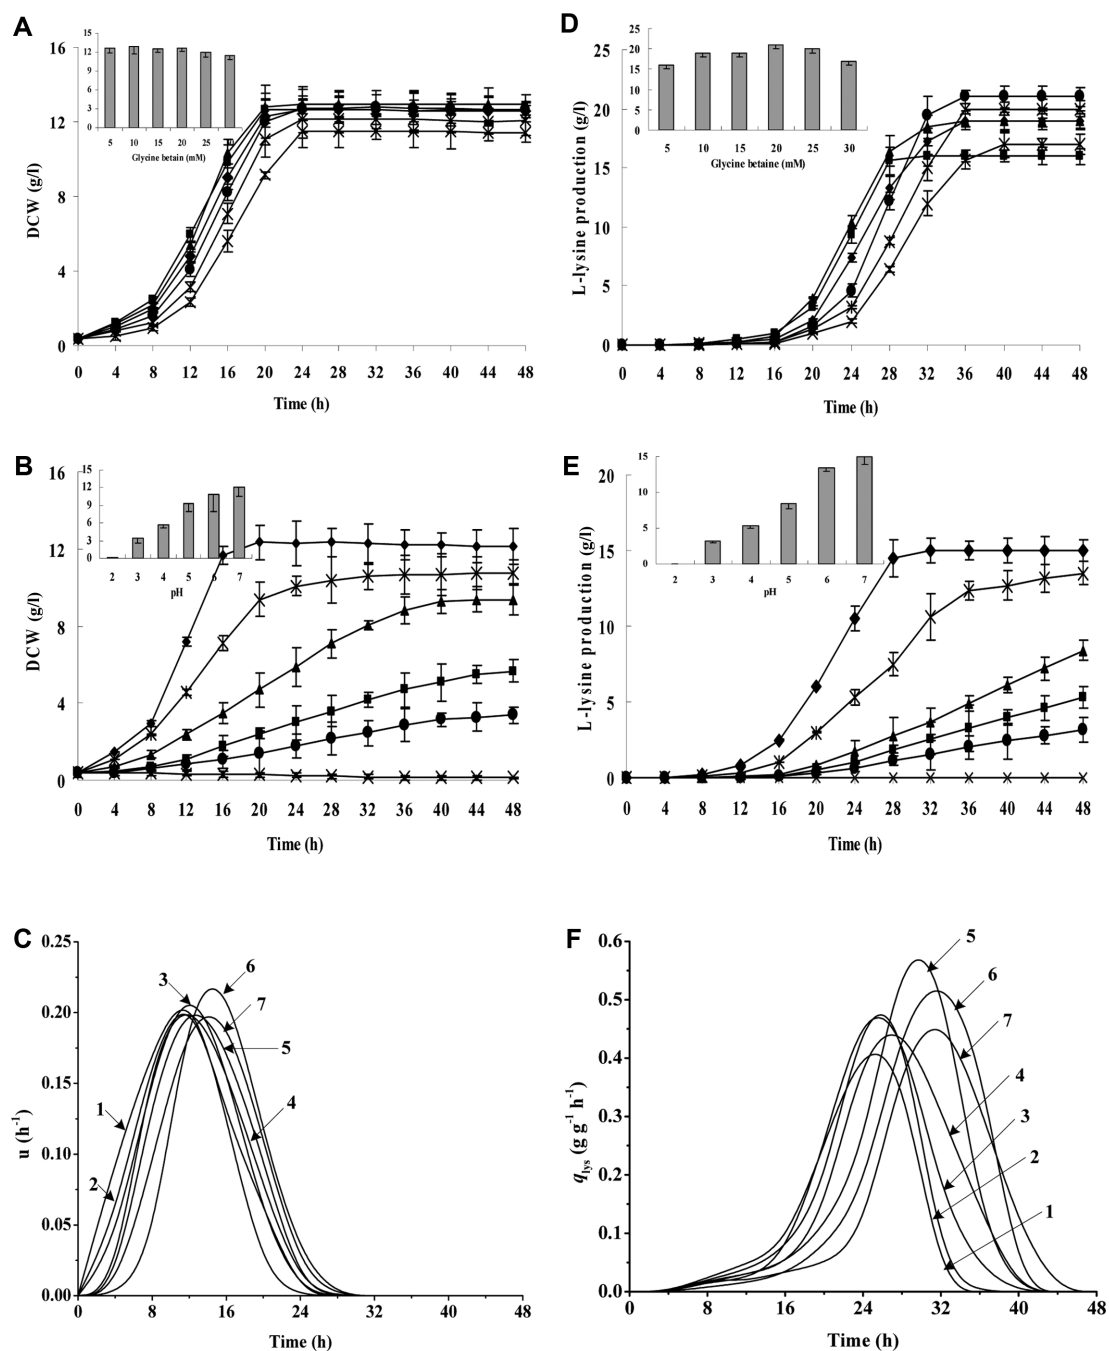 A
DCW (g/l)
16
12
8
4
0
15
12
9
6
3
0
5 10 15 20 25
Glycine betain (mM)
0 4 8 12 16 20 24 28 32 36 40 44 48
Time (h)
D
L-lysine production (g/l)
25
20
15
10
5
0
25
20
15
10
5
0
5 10 15 20 25 30
Glycine betaine (mM)
0 4 8 12 16 20 24 28 32 36 40 44 48
Time (h)
B
DCW (g/l)
16
12
8
4
0
15
12
9
6
3
0
2 3 4 5 6 7
pH
0 4 8 12 16 20 24 28 32 36 40 44 48
Time (h)
E
L-lysine production (g/l)
20
15
10
5
0
15
10
5
0
2 3 4 5 6 7
pH
0 4 8 12 16 20 24 28 32 36 40 44 48
Time (h)
C
u (h-1)
0.25
0.20
0.15
0.10
0.05
0.00
3
6
7
5
4
1
2
0 8 16 24 32 40 48
Time (h)
F
qlys (g g-1 h-1)
0.6
0.5
0.4
0.3
0.2
0.1
0.0
5
6
7
4
3
2
1
0 8 16 24 32 40 48
Time (h)